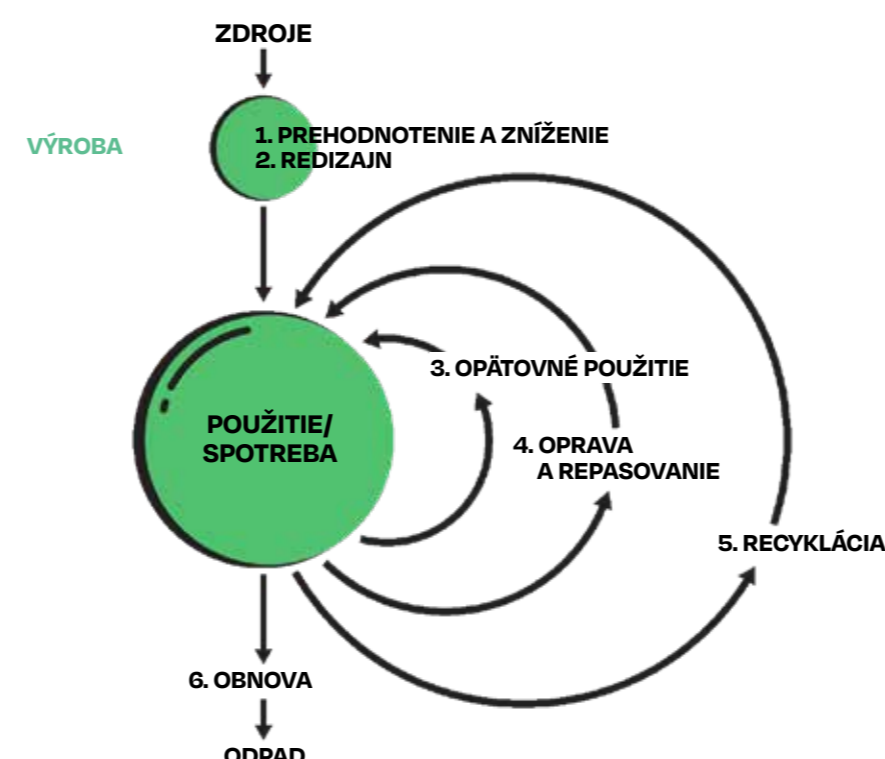 ZDROJE
VÝROBA
1. PREHODNOTENIE A ZNÍŽENIE
2. REDIZAJN
3. OPÄTOVNÉ POUŽITIE
POUŽITIE/
SPOTREBA
4. OPRAVA
A REPASOVANIE
5. RECYKLÁCIA
6. OBNOVA
ODPAD